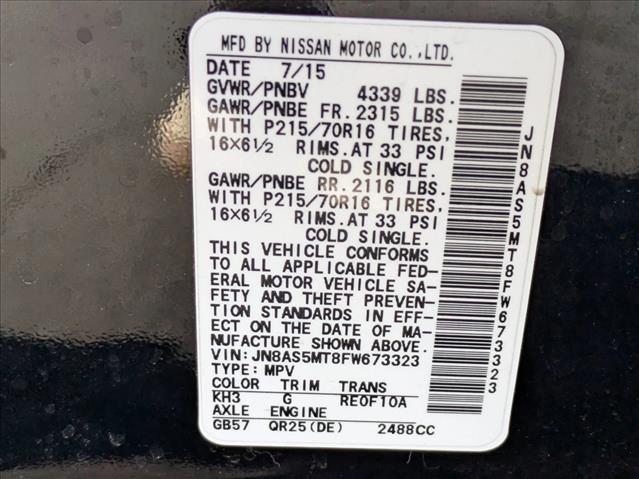 MFD BY NISSAN MOTOR CO.,LTD.
DATE 7/15
GVWR/PNBV 4339 LBS.
GAWR/PNBE FR. 2315 LBS.
WITH P215/70R16 TIRES,
16X6½ RIMS. AT 33 PSI
COLD SINGLE.
GAWR/PNBE RR. 2116 LBS.
WITH P215/70R16 TIRES,
16X6½ RIMS. AT 33 PSI
COLD SINGLE.
THIS VEHICLE CONFORMS
TO ALL APPLICABLE FED-
ERAL MOTOR VEHICLE SA-
FETY AND THEFT PREVEN-
TION STANDARDS IN EFF-
ECT ON THE DATE OF MA-
NUFACTURE SHOWN ABOVE.
VIN: JN8AS5MT8FW673323
TYPE: MPV
COLOR TRIM TRANS
KH3 G RE0F10A
AXLE ENGINE
GB57 QR25(DE) 2488CC
JN8AS5MT8FW673323